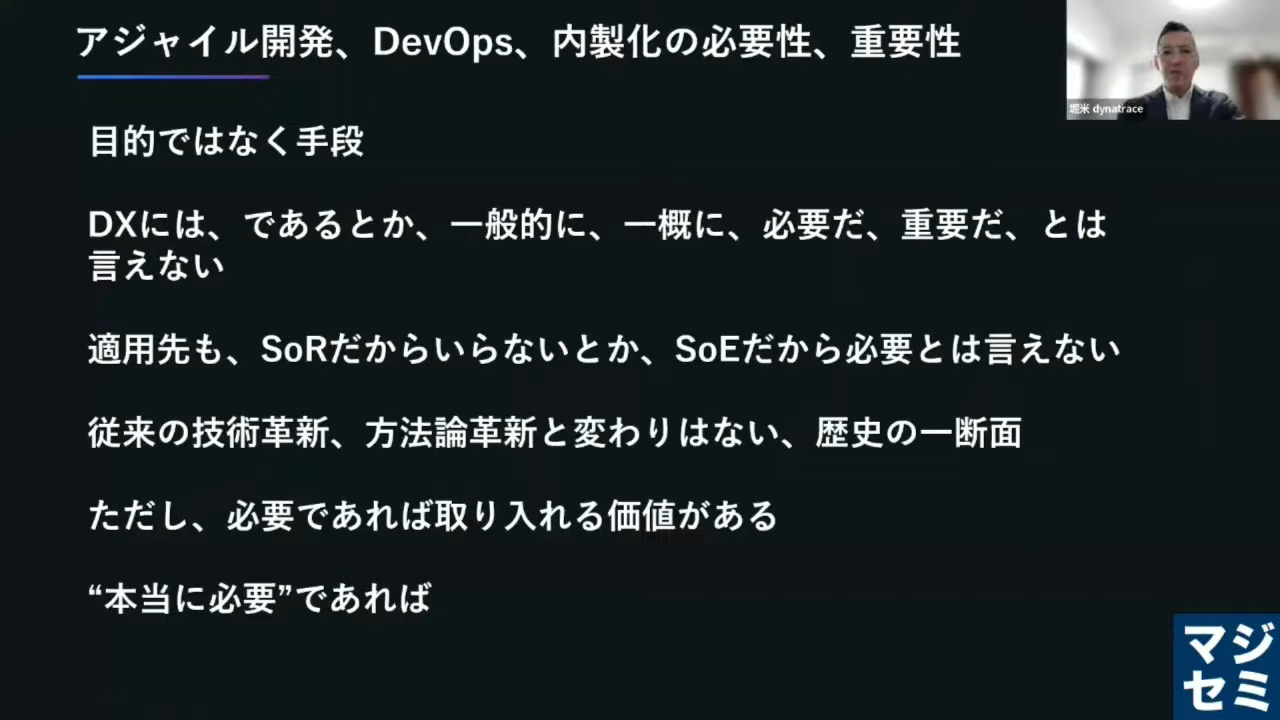 アジャイル開発、DevOps、内製化の必要性、重要性
堀米 dynatrace
目的ではなく手段
DXには、であるとか、一般的に、一概に、必要だ、重要だ、とは
言えない
適用先も、SoRだからいらないとか、SoEだから必要とは言えない
従来の技術革新、方法論革新と変わりはない、歴史の一断面
ただし、必要であれば取り入れる価値がある
“本当に必要”であれば
マジ
セミ